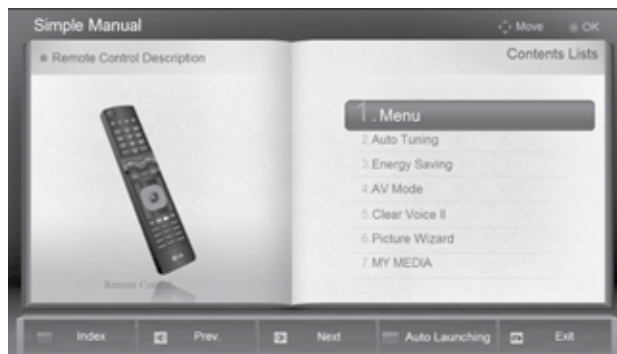 Simple Manual
Move OK
Remote Control Description
Contents Lists
1. Menu
2. Auto Tuning
3. Energy Saving
4. AV Mode
5. Clear Voice II
6. Picture Wizard
7. MY MEDIA
Remote Control
Index Prev. Next Auto Launching Exit